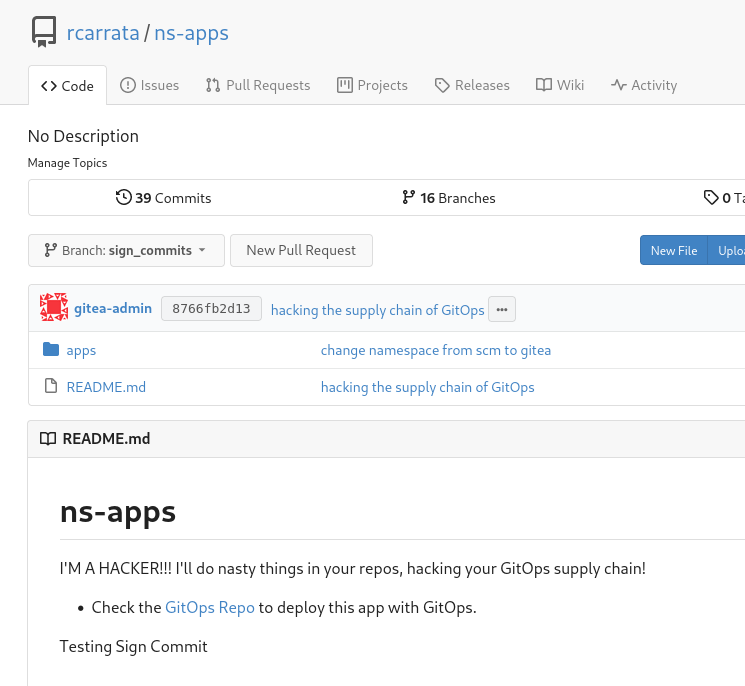 rcarrata / ns-apps
Code Issues Pull Requests Projects Releases Wiki Activity
No Description
Manage Topics
39 Commits 16 Branches 0
Branch: sign_commits New Pull Request New File
gitea-admin 8766fb2d13 hacking the supply chain of GitOps ...
apps change namespace from scm to gitea
README.md hacking the supply chain of GitOps
README.md
ns-apps
I'M A HACKER!!! I'll do nasty things in your repos, hacking your GitOps supply chain!
• Check the GitOps Repo to deploy this app with GitOps.
Testing Sign Commit